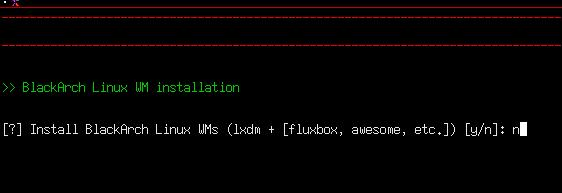 >> BlackArch Linux WM installation
[?] Install BlackArch Linux WMs (lxdm + [fluxbox, awesome, etc.]) [y/n]: n